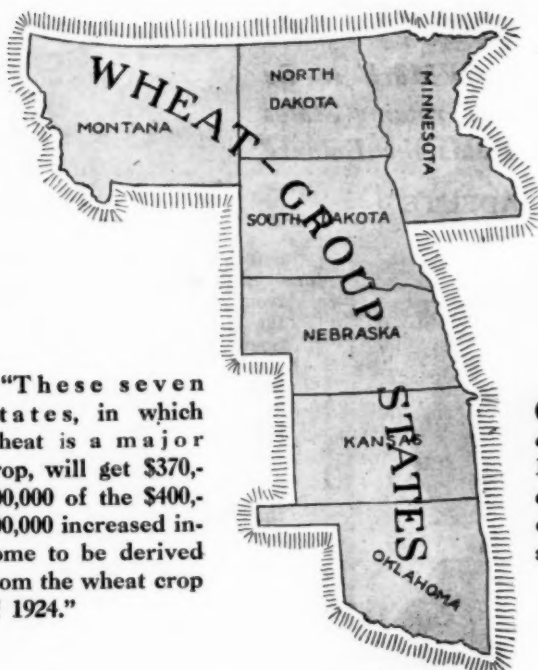 WHEAT-GROUP STATES
MONTANA
NORTH
DAKOTA
MINNESOTA
SOUTH DAKOTA
NEBRASKA
KANSAS
OKLAHOMA
"These seven
tates, in which
heat is a major
rop, will get $370,-
00,000 of the $400,-
00,000 increased in-
ome to be derived
om the wheat crop
1924."